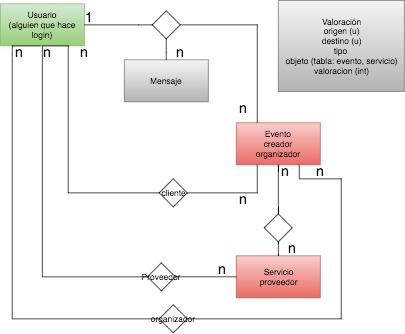 Usuario
(alguien que hace
login)
1
n
n
n
n
Mensaje
Valoración
origen (u)
destino (u)
tipo
objeto (tabla: evento, servicio)
valoracion (int)
n
Evento
creador
organizador
n
n
n
cliente
n
n
Servicio
proveedor
Proveedor
organizador